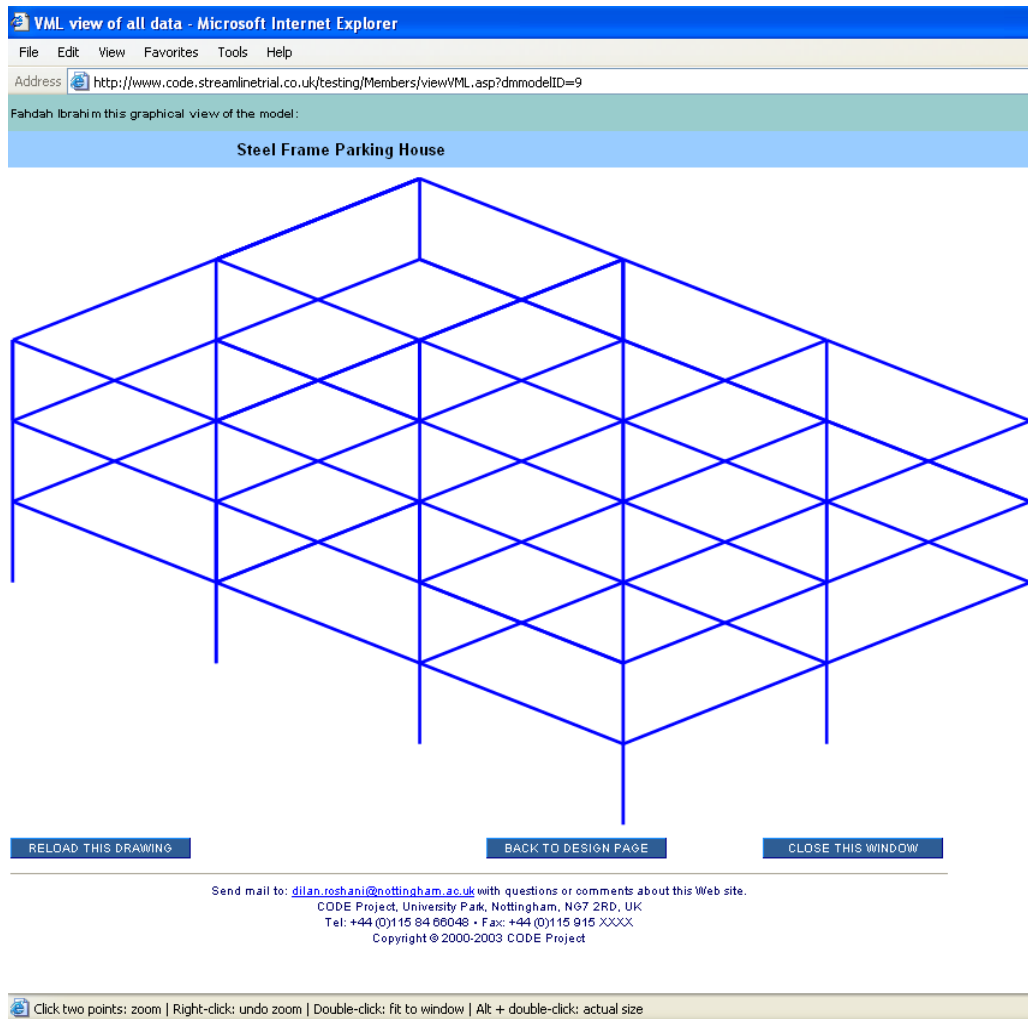 VML view of all data - Microsoft Internet Explorer
File Edit View Favorites Tools Help
Address http://www.code.streamlinetrial.co.uk/testing/Members/viewVML.asp?dmmodelID=9
Fahdah Ibrahim this graphical view of the model:
Steel Frame Parking House
RELOAD THIS DRAWING BACK TO DESIGN PAGE CLOSE THIS WINDOW
Send mail to: dilan.roshani@nottingham.ac.uk with questions or comments about this Web site.
CODE Project, University Park, Nottingham, NG7 2RD, UK
Tel: +44 (0)115 84 66048 • Fax: +44 (0)115 915 XXXX
Copyright © 2000-2003 CODE Project
Click two points: zoom | Right-click: undo zoom | Double-click: fit to window | Alt + double-click: actual size